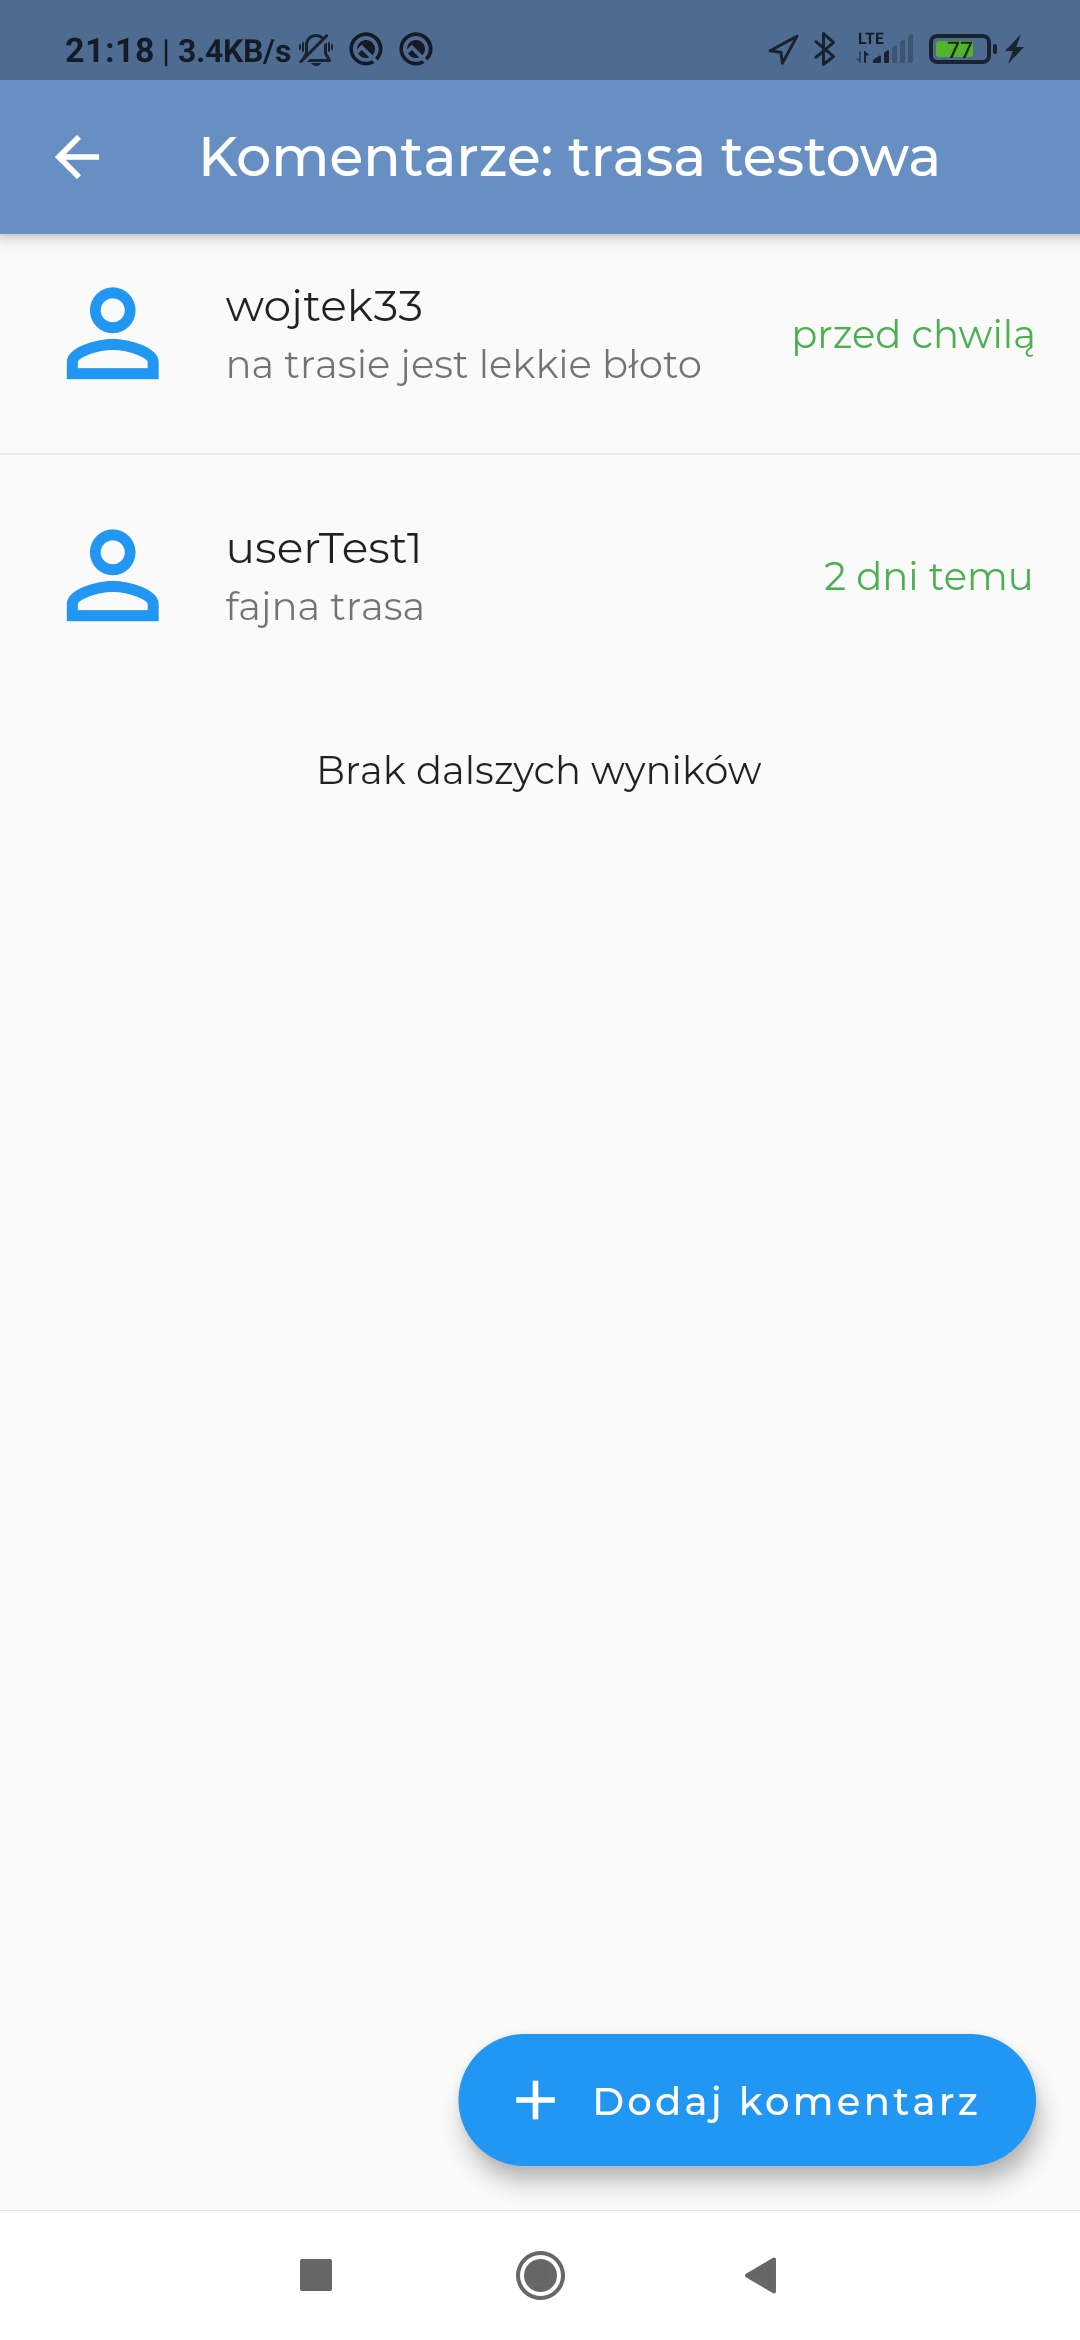 21:18 | 3.4KB/s LTE 77
Komentarze: trasa testowa
wojtek33
na trasie jest lekkie błoto
przed chwilą
userTest1
fajna trasa
2 dni temu
Brak dalszych wyników
Dodaj komentarz